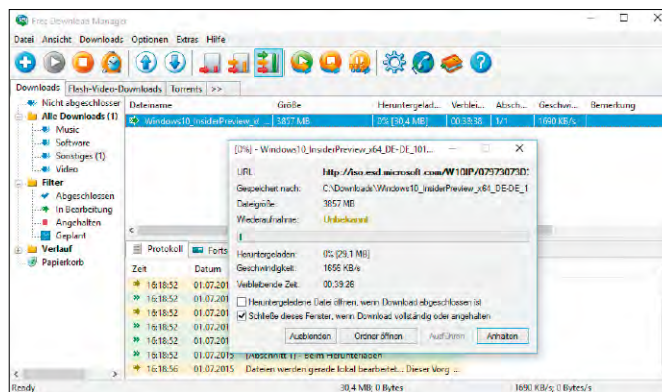 Free Download Manager
Datei Ansicht Downloads Optionen Extras Hilfe
Downloads Flash-Video-Downloads Torrents >>
Nicht abgeschlosser
Alle Downloads (1)
Music
Software
Sonstiges (1)
Video
Filter
Abgeschlossen
In Bearbeitung
Angehalten
Geplant
Verlauf
Papierkorb
Dateiname Größe Heruntergelad... Verblei... Absch... Geschwi... Bemerkung
Windows10_InsiderPreview_x6... 3857 MB 0% [30,4 MB] 00:38:38 1/1 1690 KB/s
[0%] - Windows10_InsiderPreview_x64_DE-DE_101...
URL: http://iso.esd.microsoft.com/W10IP/07973073D:
Gespeichert nach: C:\Downloads\Windows10_InsiderPreview_x64_DE-DE_1
Dateigröße: 3857 MB
Wiederaufnahme: Unbekannt
Heruntergeladen: 0% [29,1 MB]
Geschwindigkeit: 1656 KB/s
Verbleibende Zeit: 00:39:26
Heruntergeladene Datei öffnen, wenn Download abgeschlossen ist
Schließe dieses Fenster, wenn Download vollständig oder angehalten
Ausblenden Ordner öffnen Ausführen Anhalten
Protokoll Forts
Zeit Datum
16:18:52 01.07.201
16:18:52 01.07.201
16:18:52 01.07.201
16:18:52 01.07.201
16:18:52 01.07.201
16:18:52 01.07.2015 [Abschnitt 1] - Beim Herunterladen
16:18:56 01.07.2015 Dateien werden gerade lokal bearbeitet... Dieser Vorg ...
Ready 30,4 MB; 0 Bytes 1690 KB/s; 0 Bytes/s